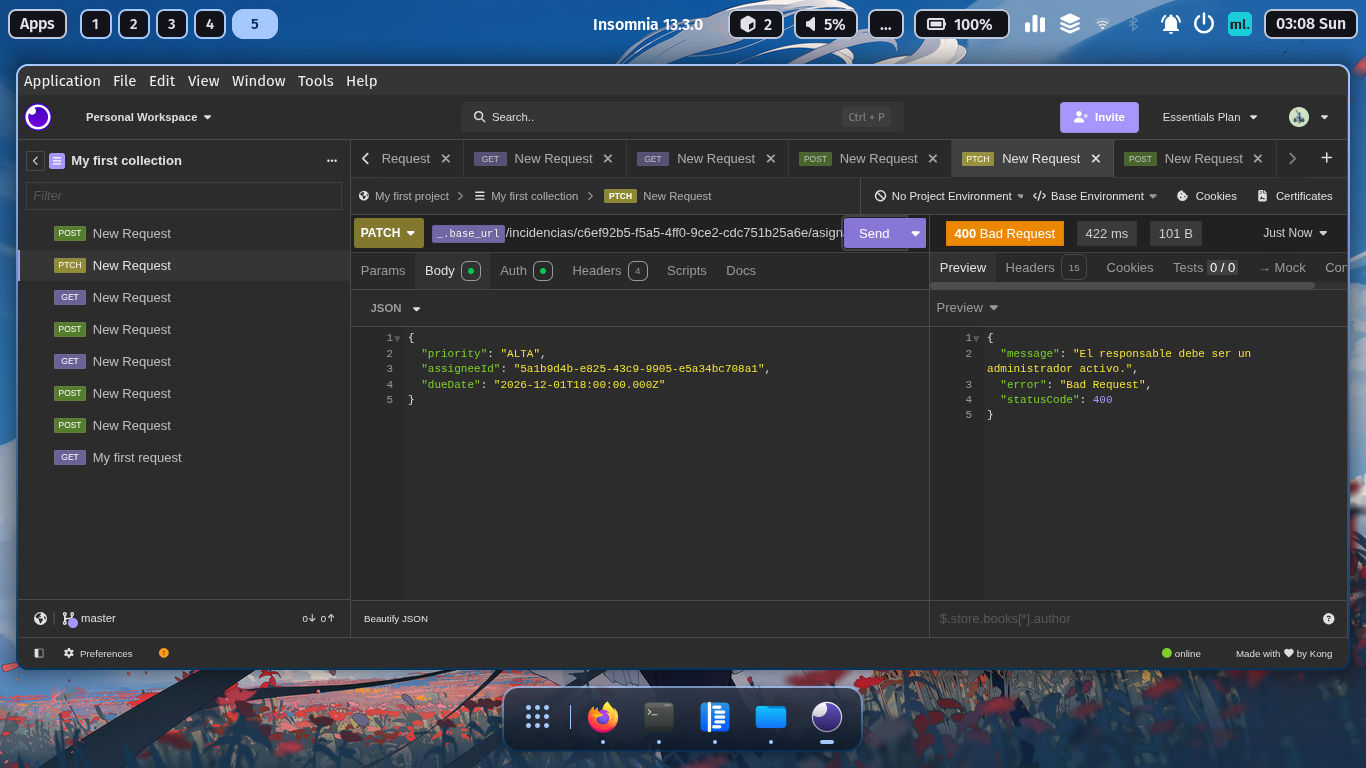 Apps 1 2 3 4 5 Insomnia 13.3.0 2 5% ... 100% ml. 03:08 Sun
Application File Edit View Window Tools Help
Personal Workspace Search.. Ctrl + P Invite Essentials Plan
My first collection ... Request GET New Request GET New Request POST New Request PTCH New Request POST New Request
Filter
My first project My first collection PTCH New Request No Project Environment Base Environment Cookies Certificates
POST New Request
PTCH New Request
GET New Request
POST New Request
GET New Request
POST New Request
POST New Request
GET My first request
PATCH _.base_url/incidencias/c6ef92b5-f5a5-4ff0-9ce2-cdc751b25a6e/asign Send
Params Body Auth Headers 4 Scripts Docs
JSON
1 {
2 "priority": "ALTA",
3 "assigneeId": "5a1b9d4b-e825-43c9-9905-e5a34bc708a1",
4 "dueDate": "2026-12-01T18:00:00.000Z"
5 }
400 Bad Request 422 ms 101 B Just Now
Preview Headers 15 Cookies Tests 0 / 0 → Mock Con
Preview
1 {
2 "message": "El responsable debe ser un
administrador activo.",
3 "error": "Bad Request",
4 "statusCode": 400
5 }
master 0↓ 0↑ Beautify JSON $.store.books[*].author
Preferences online Made with ♥ by Kong